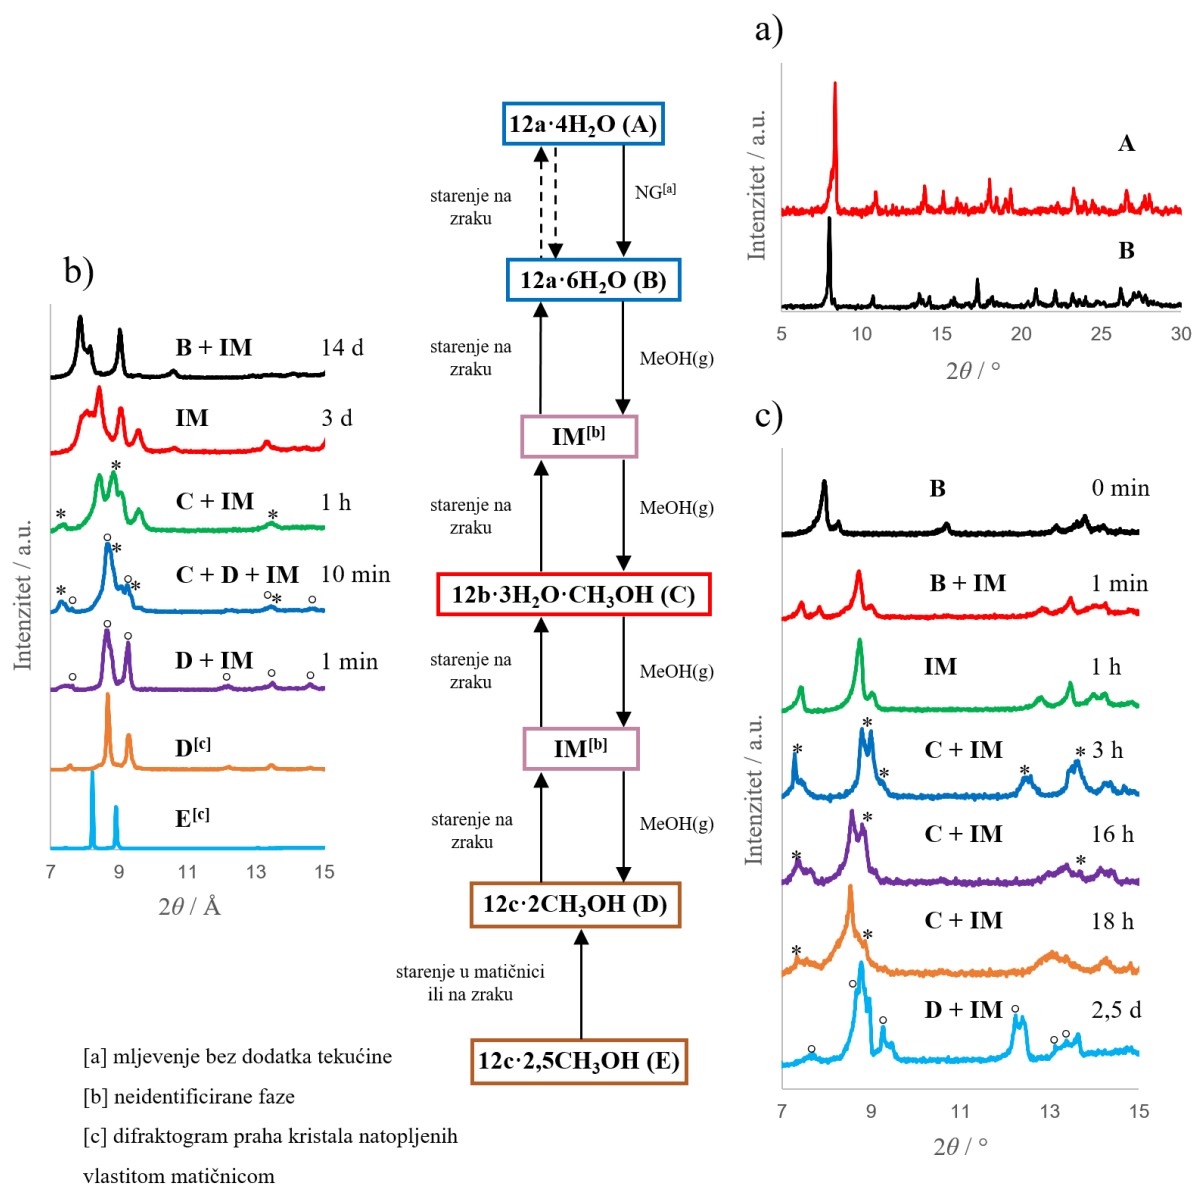 a)
Intenzitet / a.u.
A
B
5
10
15
20
25
30
2θ / °
12a·4H₂O (A)
starenje na
zraku
NG[a]
12a·6H₂O (B)
starenje na
zraku
MeOH(g)
IM[b]
starenje na
zraku
MeOH(g)
12b·3H₂O·CH₃OH (C)
starenje na
zraku
MeOH(g)
IM[b]
starenje na
zraku
MeOH(g)
12c·2CH₃OH (D)
starenje u matičnici
ili na zraku
12c·2,5CH₃OH (E)
b)
Intenzitet / a.u.
B + IM 14 d
IM 3 d
*
C + IM 1 h
* *
° *
C + D + IM 10 min
* ° ° * ° * °
° °
D + IM 1 min
° ° ° °
D[c]
E[c]
7 9 11 13 15
2θ / Å
c)
Intenzitet / a.u.
B 0 min
B + IM 1 min
IM 1 h
C + IM 3 h
* * * * *
C + IM 16 h
* * *
C + IM 18 h
* *
D + IM 2,5 d
° ° ° ° ° °
7 9 11 13 15
2θ / °
[a] mljevenje bez dodatka tekućine
[b] neidentificirane faze
[c] difraktogram praha kristala natopljenih
vlastitom matičnicom